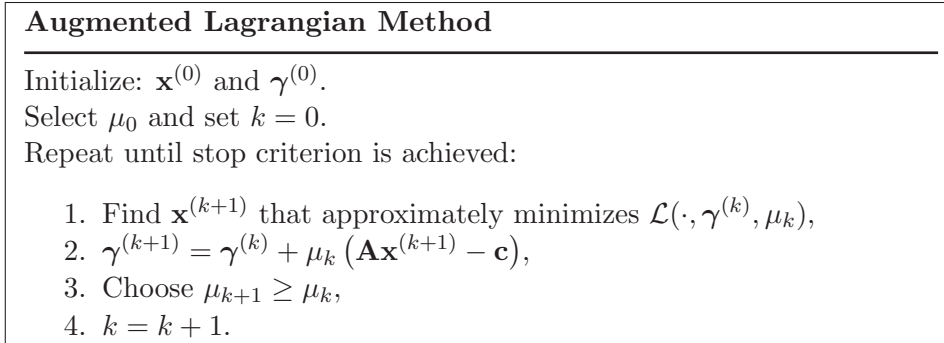 Augmented Lagrangian Method
Initialize: x^(0) and γ^(0).
Select μ_0 and set k = 0.
Repeat until stop criterion is achieved:
1. Find x^(k+1) that approximately minimizes ℒ(·, γ^(k), μ_k),
2. γ^(k+1) = γ^(k) + μ_k (Ax^(k+1) − c),
3. Choose μ_{k+1} ≥ μ_k,
4. k = k + 1.